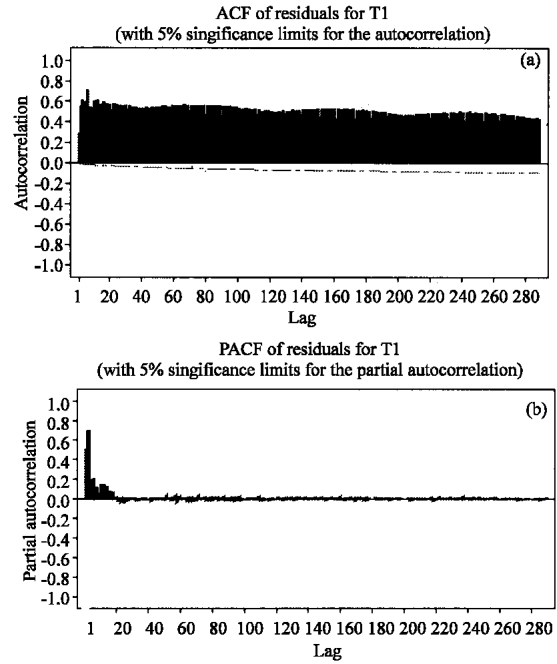 ACF of residuals for T1
(with 5% singificance limits for the autocorrelation)
(a)
Autocorrelation
1.0
0.8
0.6
0.4
0.2
0.0
-0.2
-0.4
-0.6
-0.8
-1.0
1 20 40 60 80 100 120 140 160 180 200 220 240 260 280
Lag
PACF of residuals for T1
(with 5% singificance limits for the partial autocorrelation)
(b)
Partial autocorrelation
1.0
0.8
0.6
0.4
0.2
0.0
-0.2
-0.4
-0.6
-0.8
-1.0
1 20 40 60 80 100 120 140 160 180 200 220 240 260 280
Lag